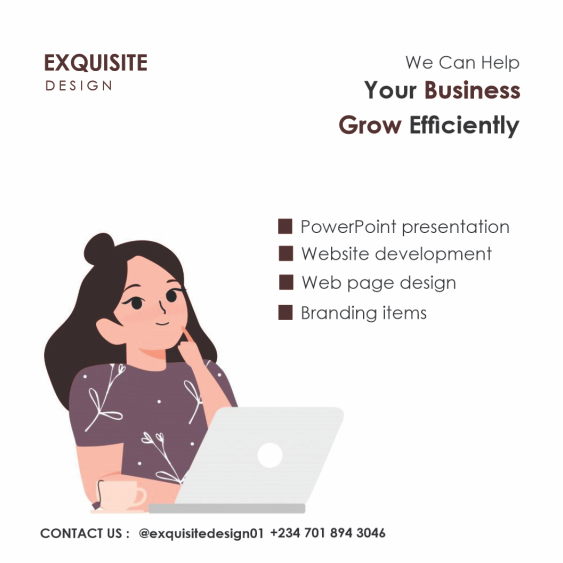 EXQUISITE
DESIGN
We Can Help
Your Business
Grow Efficiently
PowerPoint presentation
Website development
Web page design
Branding items
CONTACT US : @exquisitedesign01 +234 701 894 3046